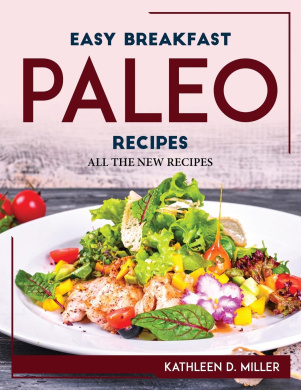 EASY BREAKFAST
PALEO
RECIPES
ALL THE NEW RECIPES
KATHLEEN D. MILLER